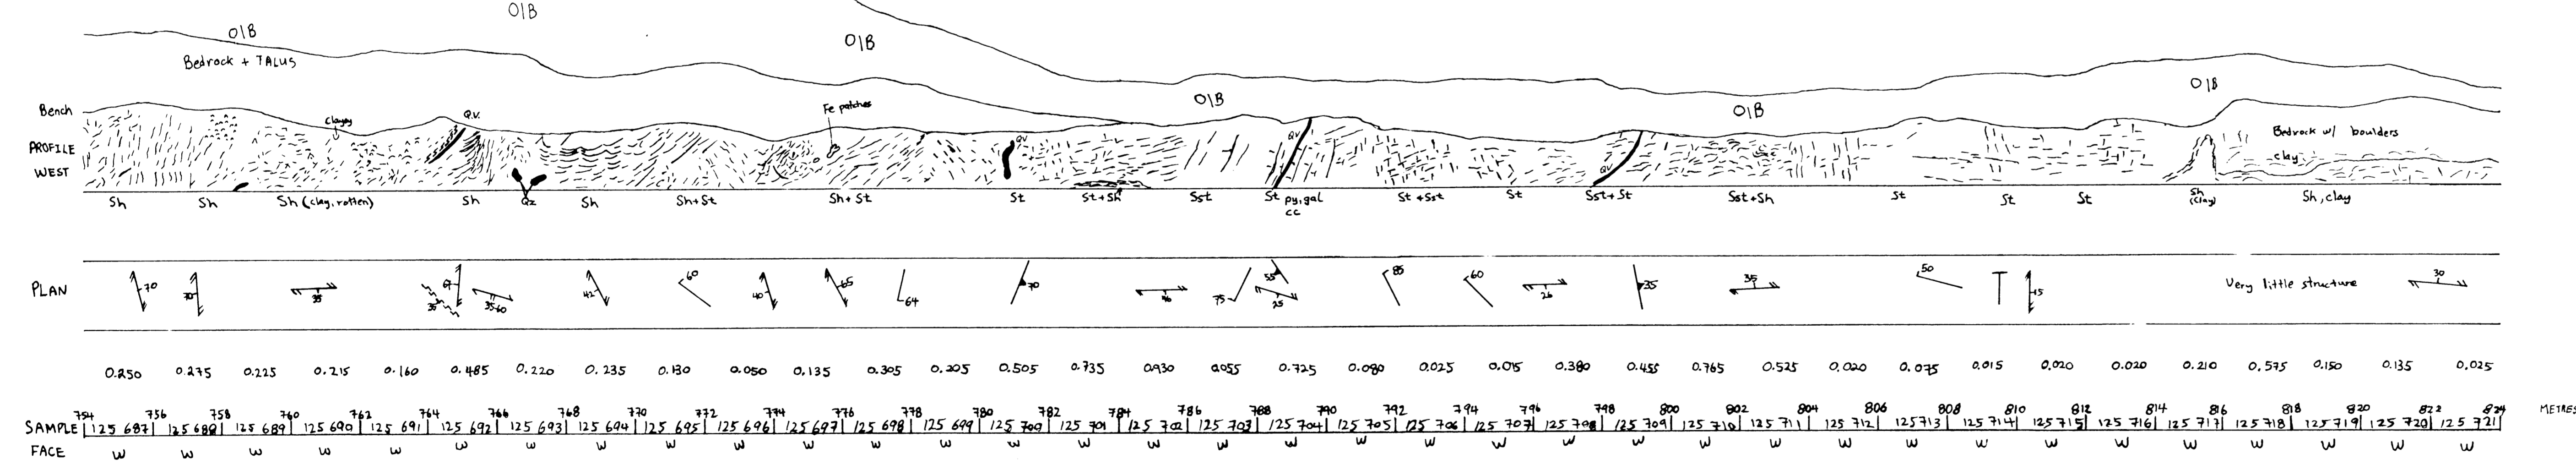 O/B
O/B
O/B
Bedrock + TALUS
O/B
O/B
O/B
Bench
Q.V.
Fe patches
clayey
QV
QV
Bedrock w/ boulders
PROFILE
WEST
clay
QV
Sh Sh Sh (clay, rotten) Sh Qz Sh Sh+St Sh+St St St+Sh Sst St py, gal St+Sst St Sst+St Sst+Sh St St St Sh Sh, clay
cc (clay)
PLAN 70 70 35 67 35 35-60 42 60 40 65 64 70 46 75 55 25 85 60 26 35 35 50 15 Very little structure 30
0.250 0.275 0.225 0.215 0.160 0.485 0.220 0.235 0.130 0.050 0.135 0.305 0.205 0.505 0.735 0.930 0.055 0.725 0.080 0.025 0.015 0.380 0.455 0.765 0.525 0.020 0.075 0.015 0.020 0.020 0.210 0.575 0.150 0.135 0.025
754 756 758 760 762 764 766 768 770 772 774 776 778 780 782 784 786 788 790 792 794 796 798 800 802 804 806 808 810 812 814 816 818 820 822 824 METRES
SAMPLE 125 687 125 688 125 689 125 690 125 691 125 692 125 693 125 694 125 695 125 696 125 697 125 698 125 699 125 700 125 701 125 702 125 703 125 704 125 705 125 706 125 707 125 708 125 709 125 710 125 711 125 712 125 713 125 714 125 715 125 716 125 717 125 718 125 719 125 720 125 721
FACE W W W W W W W W W W W W W W W W W W W W W W W W W W W W W W W W W W W